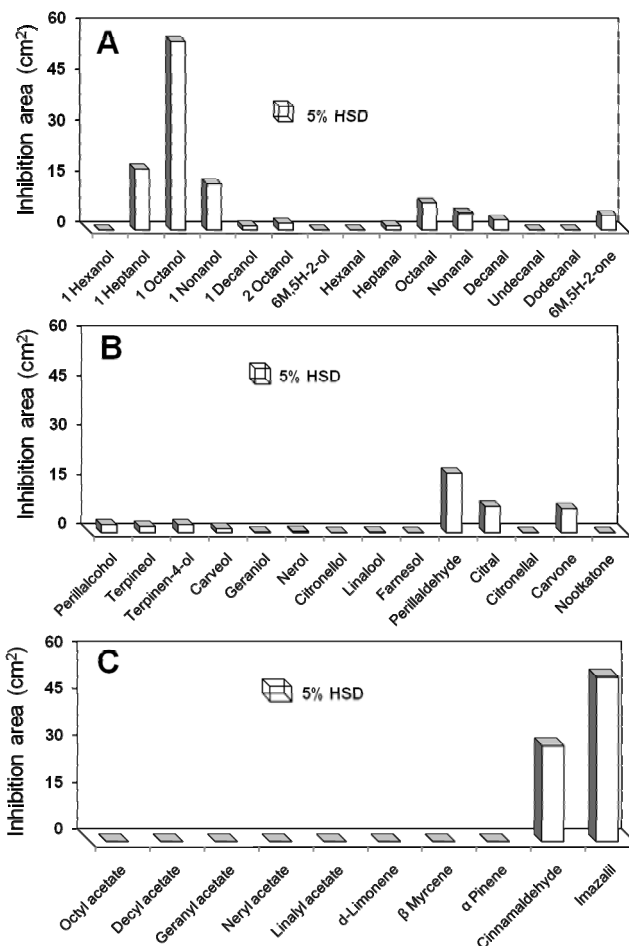 A
Inhibition area (cm²)
60
45
30
15
0
5% HSD
1 Hexanol
1 Heptanol
1 Octanol
1 Nonanol
1 Decanol
2 Octanol
6M,5H-2-ol
Hexanal
Heptanal
Octanal
Nonanal
Decanal
Undecanal
Dodecanal
6M,5H-2-one
B
Inhibition area (cm²)
60
45
30
15
0
5% HSD
Perillalcohol
Terpineol
Terpinen-4-ol
Carveol
Geraniol
Nerol
Citronellol
Linalool
Farnesol
Perillaldehyde
Citral
Citronellal
Carvone
Nootkatone
C
Inhibition area (cm²)
60
45
30
15
0
5% HSD
Octyl acetate
Decyl acetate
Geranyl acetate
Neryl acetate
Linalyl acetate
d-Limonene
β Myrcene
α Pinene
Cinnamaldehyde
Imazalil